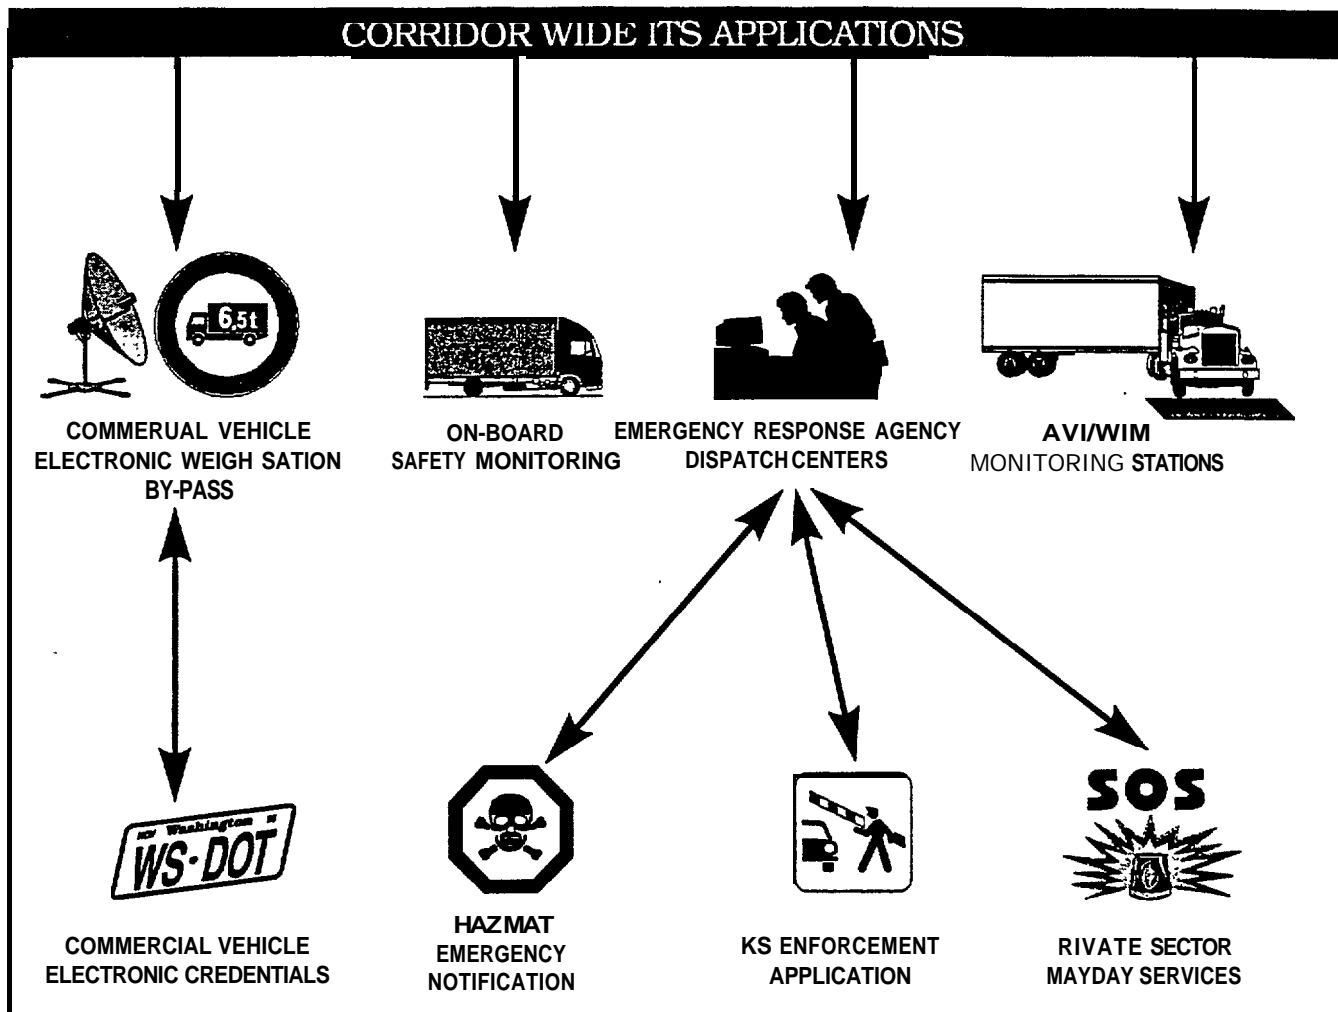 CORRIDOR WIDE ITS APPLICATIONS
6.5t
COMMERUAL VEHICLE
ELECTRONIC WEIGH SATION
BY-PASS
ON-BOARD
SAFETY MONITORING
EMERGENCY RESPONSE AGENCY
DISPATCH CENTERS
AVI/WIM
MONITORING STATIONS
Washington
WS-DOT
COMMERCIAL VEHICLE
ELECTRONIC CREDENTIALS
HAZMAT
EMERGENCY
NOTIFICATION
KS ENFORCEMENT
APPLICATION
SOS
RIVATE SECTOR
MAYDAY SERVICES